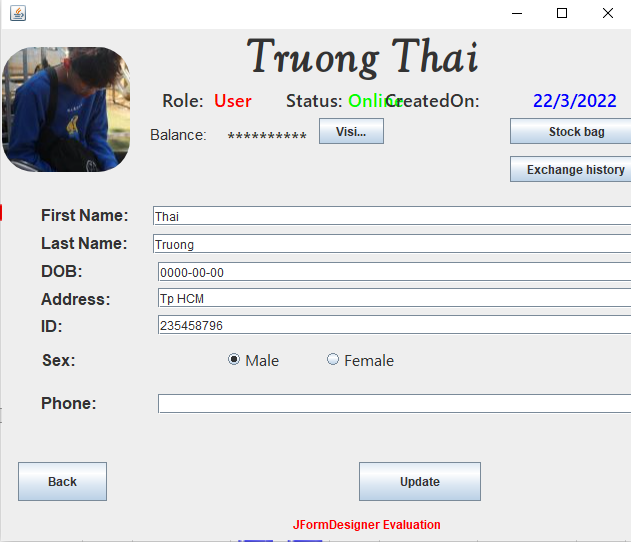 Truong Thai
Role: User Status: Online CreatedOn: 22/3/2022
Balance: ********** Visi... Stock bag
Exchange history
First Name: Thai
Last Name: Truong
DOB: 0000-00-00
Address: Tp HCM
ID: 235458796
Sex: Male Female
Phone:
Back Update
JFormDesigner Evaluation